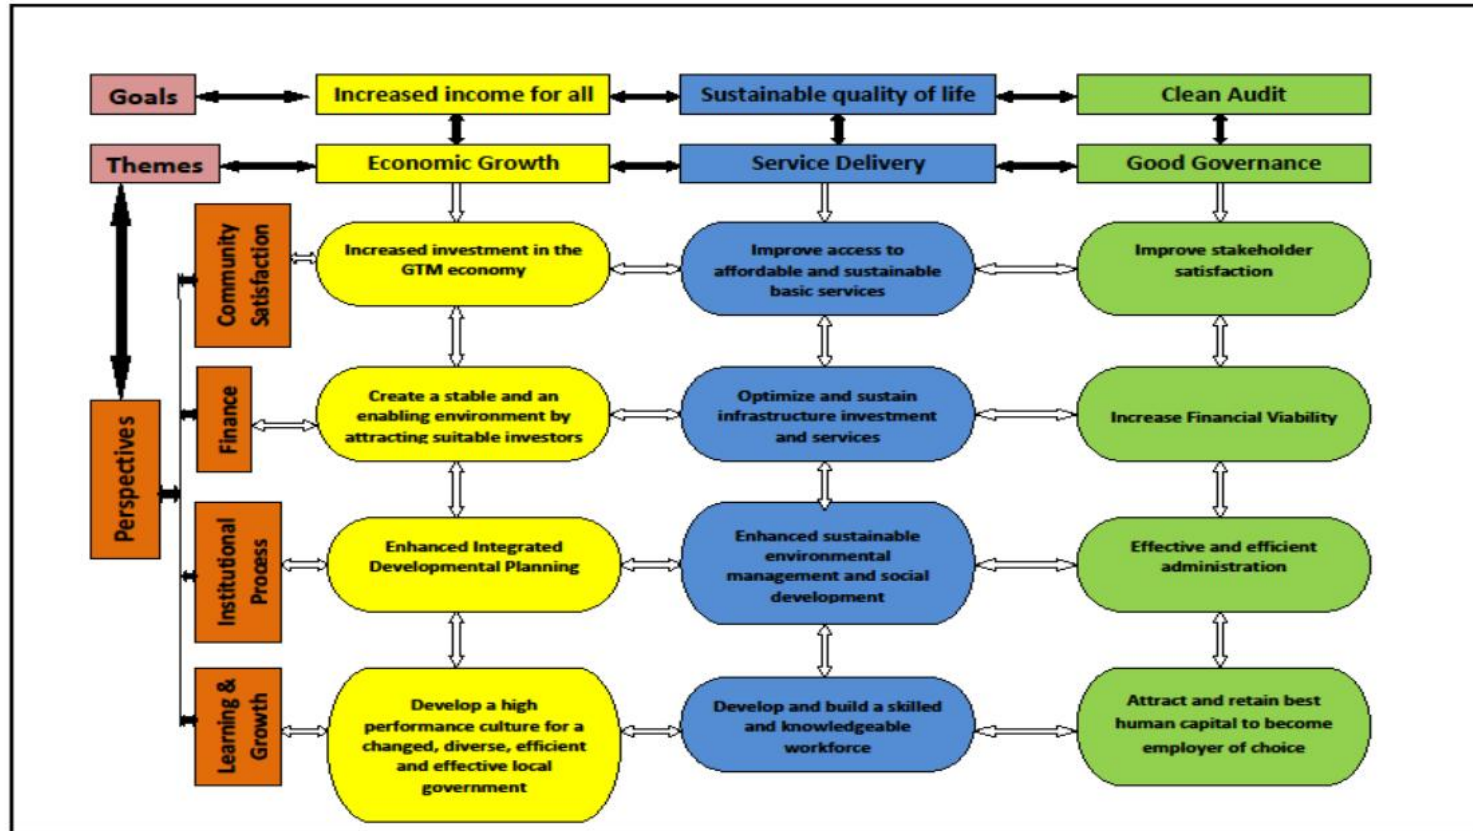 Goals
Increased income for all
Sustainable quality of life
Clean Audit
Themes
Economic Growth
Service Delivery
Good Governance
Perspectives
Community
Satisfaction
Increased investment in the
GTM economy
Improve access to
affordable and sustainable
basic services
Improve stakeholder
satisfaction
Finance
Create a stable and an
enabling environment by
attracting suitable investors
Optimize and sustain
infrastructure investment
and services
Increase Financial Viability
Institutional
Process
Enhanced Integrated
Developmental Planning
Enhanced sustainable
environmental
management and social
development
Effective and efficient
administration
Learning &
Growth
Develop a high
performance culture for a
changed, diverse, efficient
and effective local
government
Develop and build a skilled
and knowledgeable
workforce
Attract and retain best
human capital to become
employer of choice